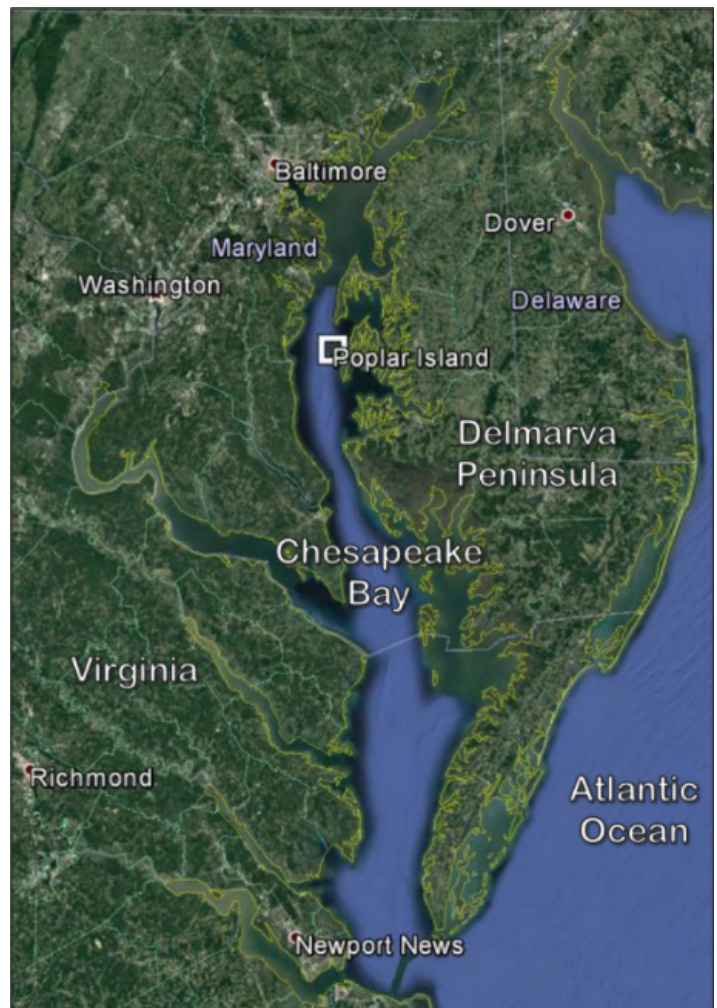 Baltimore
Maryland
Dover
Washington
Delaware
Poplar Island
Delmarva
Peninsula
Chesapeake
Bay
Virginia
Richmond
Atlantic
Ocean
Newport News